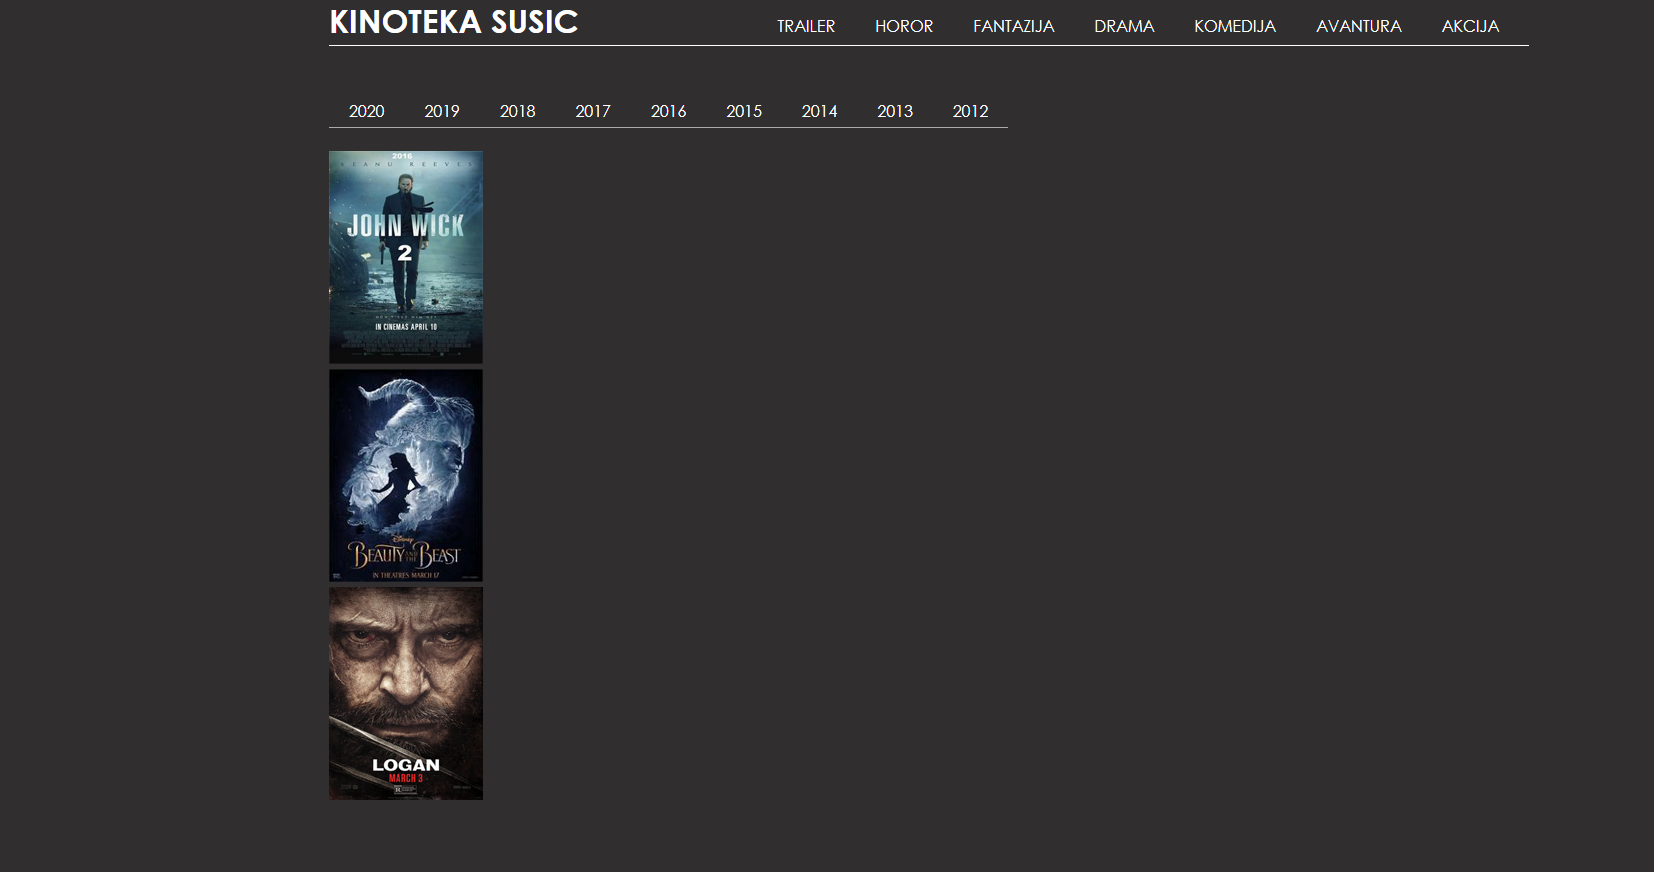 KINOTEKA SUSIC
TRAILER HOROR FANTAZIJA DRAMA KOMEDIJA AVANTURA AKCIJA
2020 2019 2018 2017 2016 2015 2014 2013 2012
2016
KEANU REEVES
JOHN WICK
2
IN CINEMAS APRIL 10
Disney
BEAUTY AND THE BEAST
IN THEATRES MARCH 17
LOGAN
MARCH 3
R